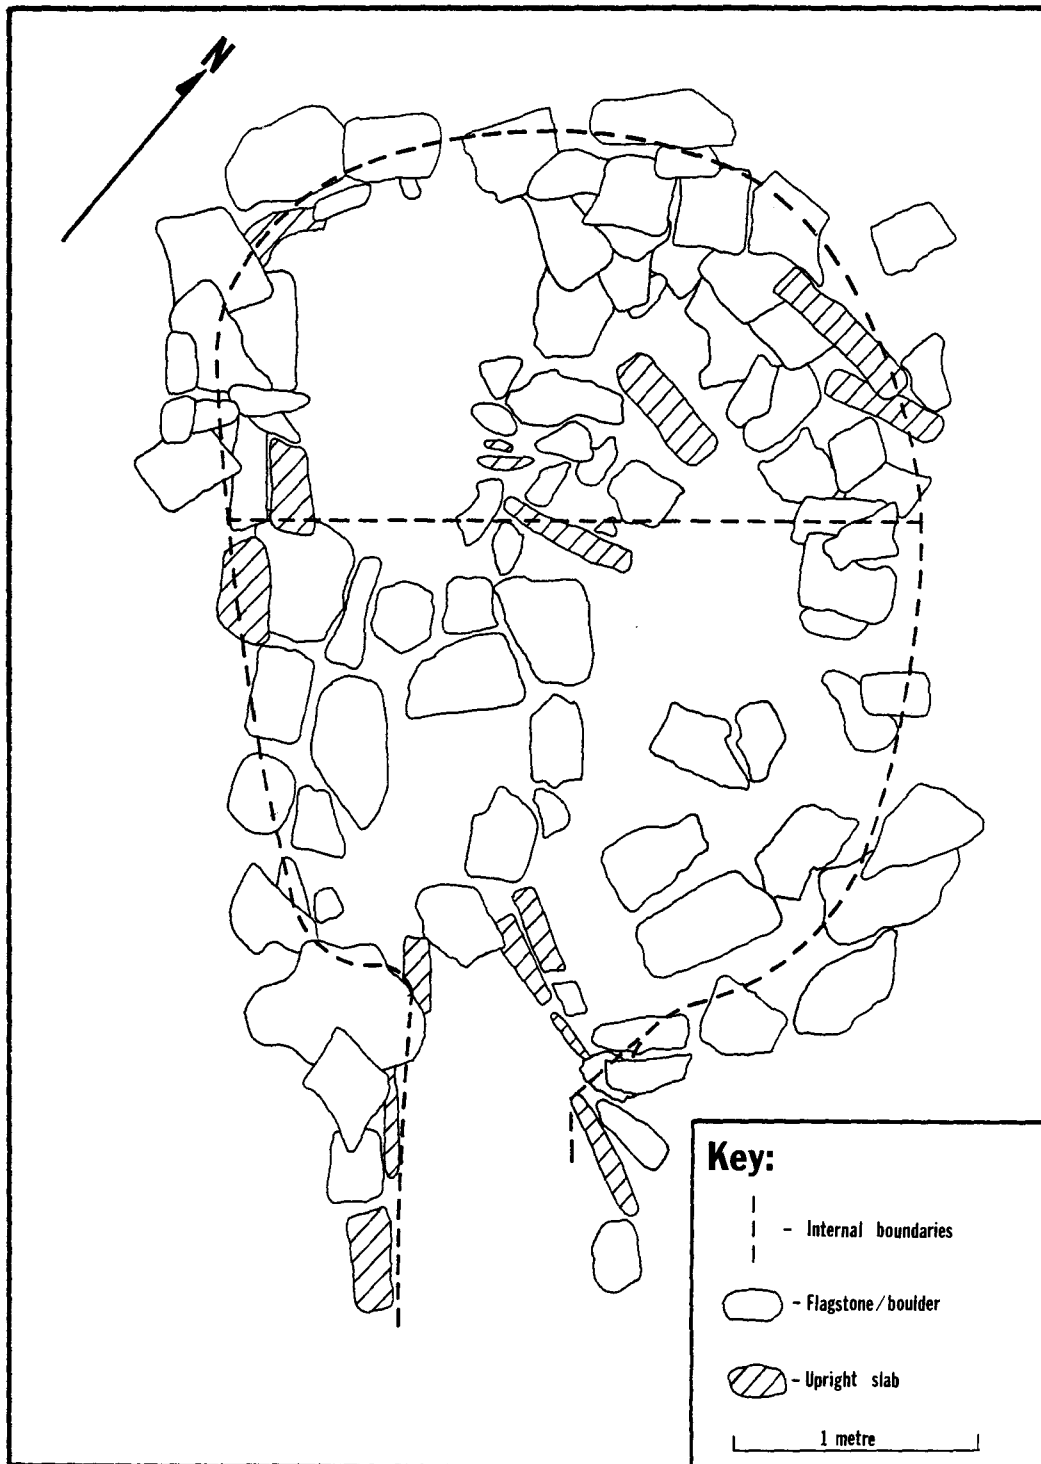 N
Key:
- Internal boundaries
- Flagstone/boulder
- Upright slab
1 metre